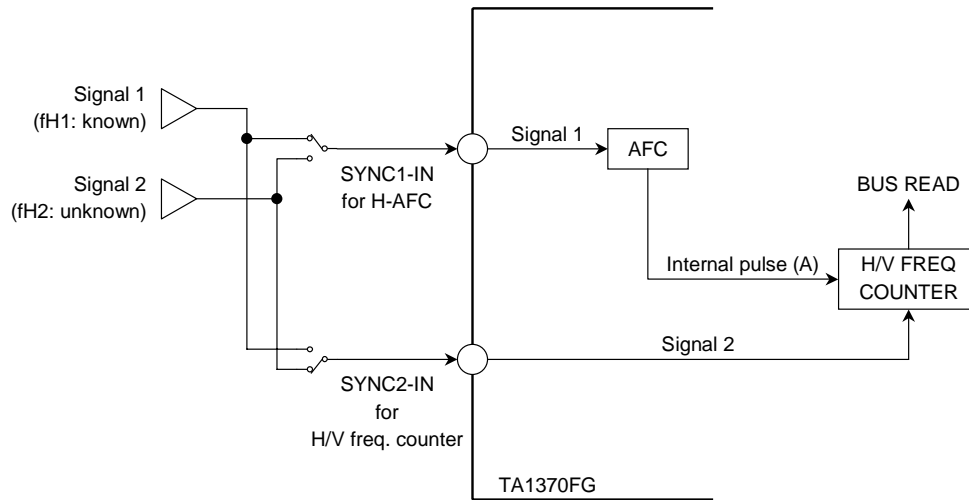 Signal 1
(fH1: known)
Signal 2
(fH2: unknown)
SYNC1-IN
for H-AFC
Signal 1
AFC
BUS READ
Internal pulse (A)
H/V FREQ
COUNTER
Signal 2
SYNC2-IN
for
H/V freq. counter
TA1370FG